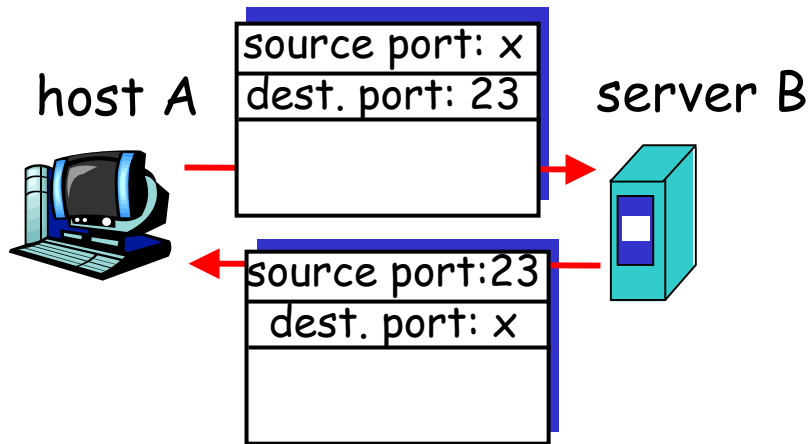 source port: x
dest. port: 23
host A
server B
source port:23
dest. port: x